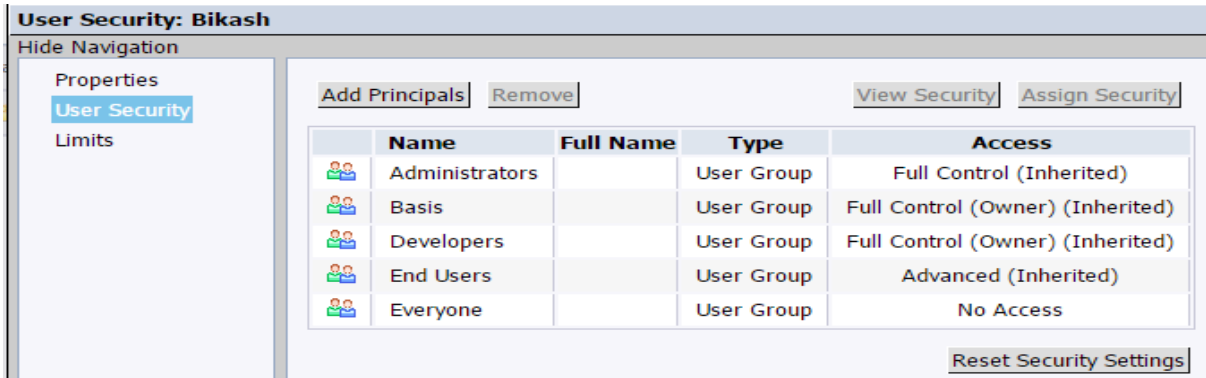 User Security: Bikash
Hide Navigation
Properties
User Security
Limits
Add Principals Remove View Security Assign Security
Name Full Name Type Access
Administrators User Group Full Control (Inherited)
Basis User Group Full Control (Owner) (Inherited)
Developers User Group Full Control (Owner) (Inherited)
End Users User Group Advanced (Inherited)
Everyone User Group No Access
Reset Security Settings